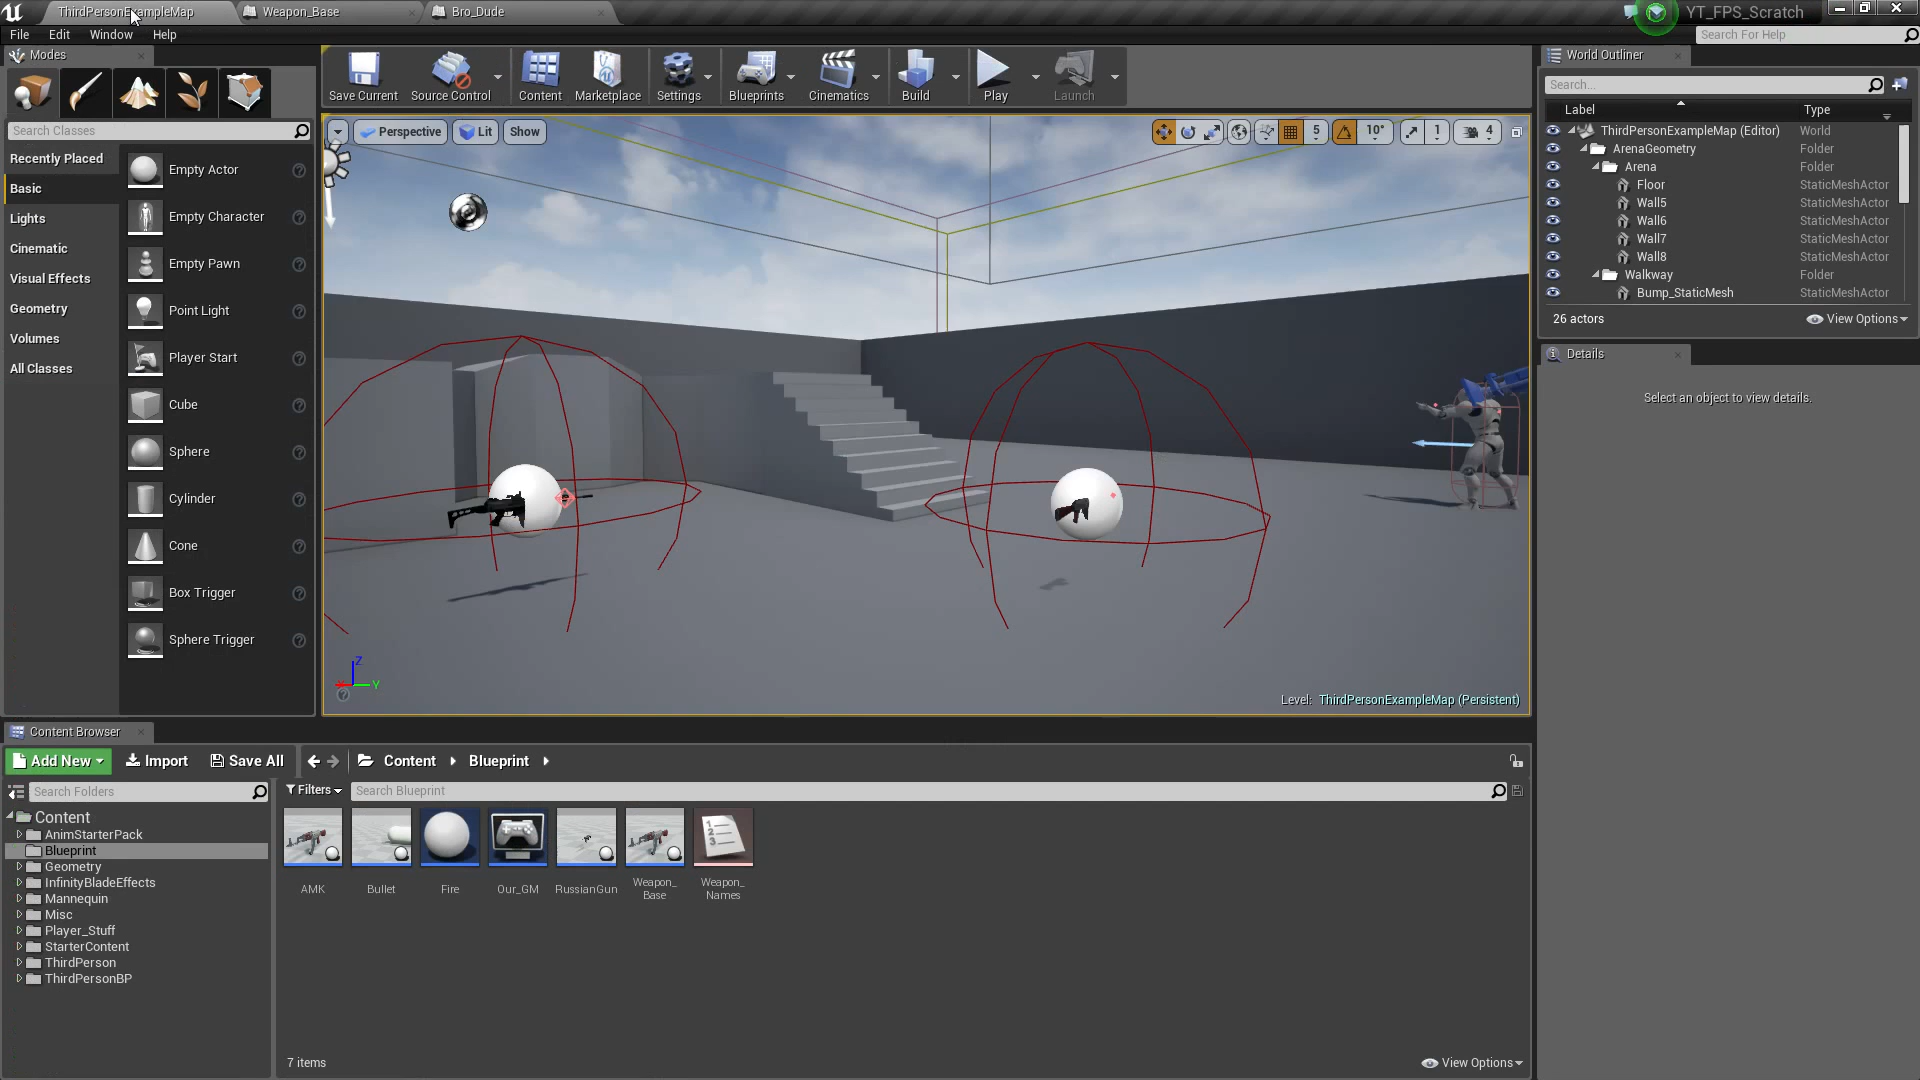 ThirdPersonExampleMap
Weapon_Base
Bro_Dude
YT_FPS_Scratch
File Edit Window Help
Search For Help
Modes
Search Classes
Recently Placed
Basic
Lights
Cinematic
Visual Effects
Geometry
Volumes
All Classes
Empty Actor
Empty Character
Empty Pawn
Point Light
Player Start
Cube
Sphere
Cylinder
Cone
Box Trigger
Sphere Trigger
Save Current
Source Control
Content
Marketplace
Settings
Blueprints
Cinematics
Build
Play
Launch
Perspective
Lit
Show
5
10°
1
4
Z
X
Y
Level: ThirdPersonExampleMap (Persistent)
World Outliner
Search...
Label Type
ThirdPersonExampleMap (Editor) World
ArenaGeometry Folder
Arena Folder
Floor StaticMeshActor
Wall5 StaticMeshActor
Wall6 StaticMeshActor
Wall7 StaticMeshActor
Wall8 StaticMeshActor
Walkway Folder
Bump_StaticMesh StaticMeshActor
26 actors
View Options
Details
Select an object to view details.
Content Browser
Add New
Import
Save All
Content
Blueprint
Search Folders
Filters
Search Blueprint
Content
AnimStarterPack
Blueprint
Geometry
InfinityBladeEffects
Mannequin
Misc
Player_Stuff
StarterContent
ThirdPerson
ThirdPersonBP
AMK
Bullet
Fire
Our_GM
RussianGun
Weapon_
Base
Weapon_
Names
7 items
View Options